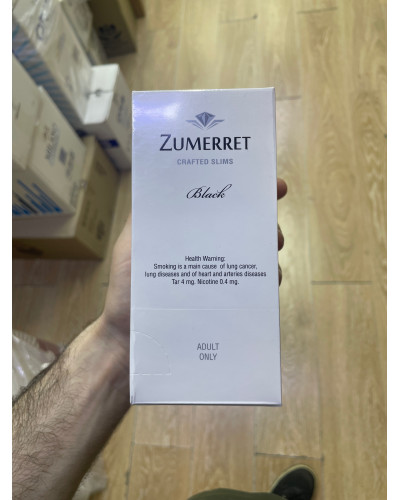 ZUMERRET
CRAFTED SLIMS
Black
Health Warning:
Smoking is a main cause of lung cancer,
lung diseases and of heart and arteries diseases
Tar 4 mg. Nicotine 0.4 mg.
ADULT
ONLY
MILANO